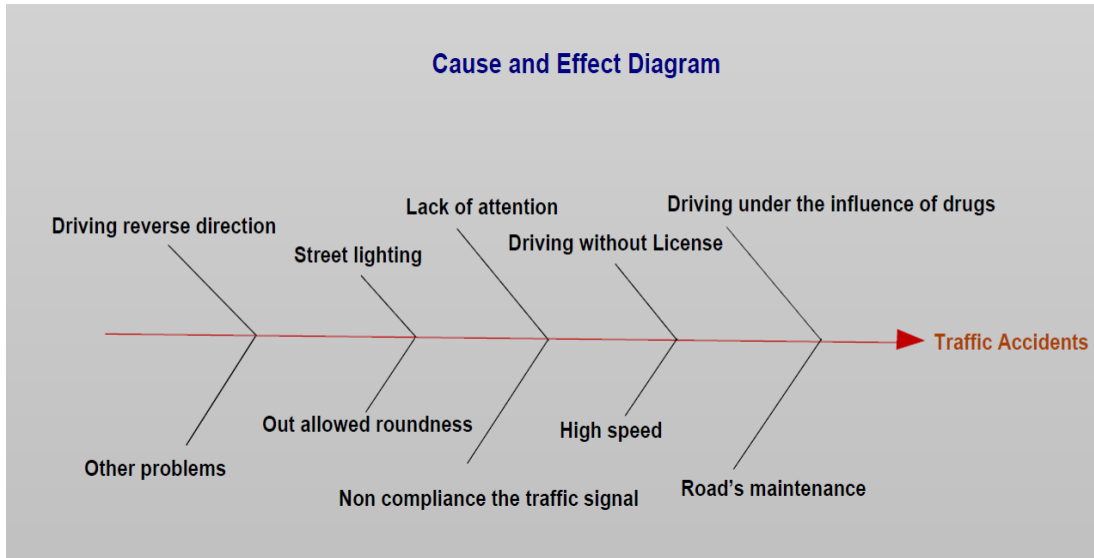 Cause and Effect Diagram
Driving reverse direction
Street lighting
Lack of attention
Driving without License
Driving under the influence of drugs
Traffic Accidents
Other problems
Out allowed roundness
Non compliance the traffic signal
High speed
Road's maintenance